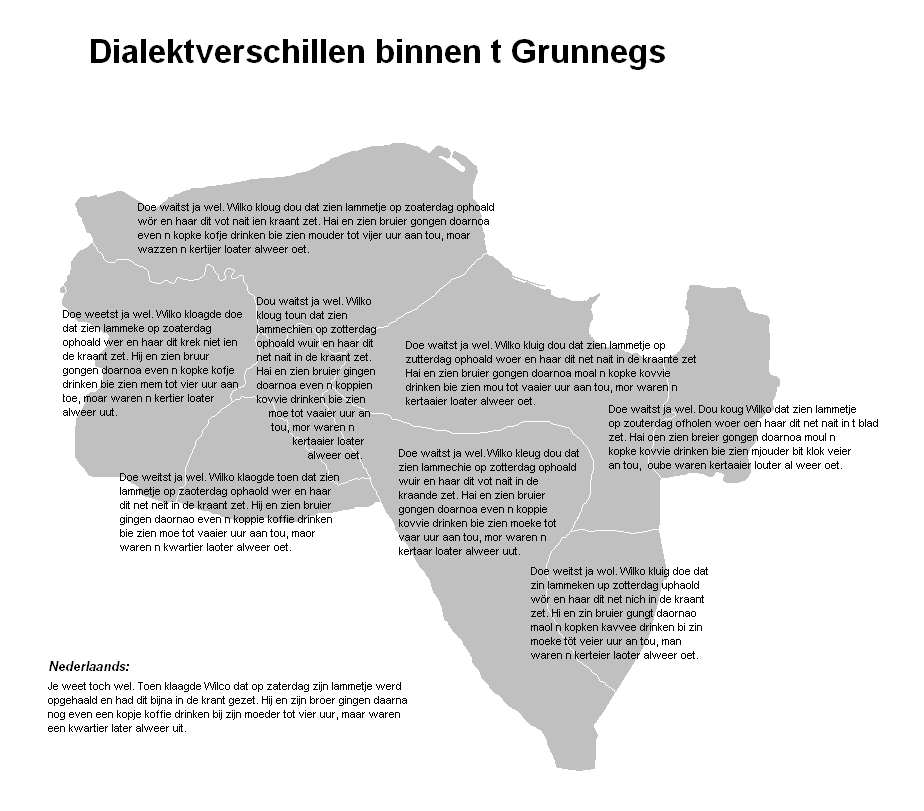 Dialektverschillen binnen t Grunnegs
Doe waitst ja wel. Wilko kloug dou dat zien lammetje op zoaterdag ophoald
wör en haar dit vot nait ien kraant zet. Hai en zien bruier gongen doarnoa
even n kopke kofje drinken bie zien mouder tot vijer uur aan tou, moar
wazzen n kertijer loater alweer oet.
Doe weetst ja wel. Wilko kloagde doe
dat zien lammeke op zoaterdag
ophoald wer en haar dit krek niet ien
de kraant zet. Hij en zien bruur
gongen doarnoa even n kopke kofje
drinken bie zien mem tot vier uur aan
toe, moar waren n kertier loater
alweer uut.
Dou waitst ja wel. Wilko
kloug toun dat zien
lammechien op zotterdag
ophoald wuir en haar dit
net nait in de kraant zet.
Hai en zien bruier gingen
doarnoa even n koppien
kovvie drinken bie zien
moe tot vaaier uur an
tou, mor waren n
kertaaier loater
alweer oet.
Doe waitst ja wel. Wilko kluig dou dat zien lammetje op
zutterdag ophoald woer en haar dit net nait in de kraante zet
Hai en zien bruier gongen doarnoa moal n kopke kovvie
drinken bie zien mou tot vaaier uur aan tou, mor waren n
kertaaier loater alweer oet.
Doe waitst ja wel. Dou koug Wilko dat zien lammetje
op zouterdag ofholen woer oen haar dit net nait in t blad
zet. Hai oen zien breier gongen doarnoa moul n
kopke kovvie drinken bie zien mjouder bit klok veier
an tou, oube waren kertaaier louter al weer oet.
Doe waitst ja wel. Wilko kleug dou dat
zien lammechie op zotterdag ophoald
wuir en haar dit vot nait in de
kraande zet. Hai en zien bruier
gongen doarnoa even n koppie
kovvie drinken bie zien moeke tot
vaar uur aan tou, mor waren n
kertaar loater alweer uut.
Doe weitst ja wel. Wilko klaogde toen dat zien
lammetje op zaoterdag ophaold wer en haar
dit net neit in de kraant zet. Hij en zien bruier
gingen daornao even n koppie koffie drinken
bie zien moe tot vaaier uur aan tou, maor
waren n kwartier laoter alweer oet.
Doe weitst ja wol. Wilko kluig doe dat
zin lammeken up zotterdag uphaold
wör en haar dit net nich in de kraant
zet. Hi en zin bruier gungt daornao
maol n kopken kavvee drinken bi zin
moeke töt veier uur an tou, man
waren n kerteier laoter alweer oet.
Nederlaands:
Je weet toch wel. Toen klaagde Wilco dat op zaterdag zijn lammetje werd
opgehaald en had dit bijna in de krant gezet. Hij en zijn broer gingen daarna
nog even een kopje koffie drinken bij zijn moeder tot vier uur, maar waren
een kwartier later alweer uit.